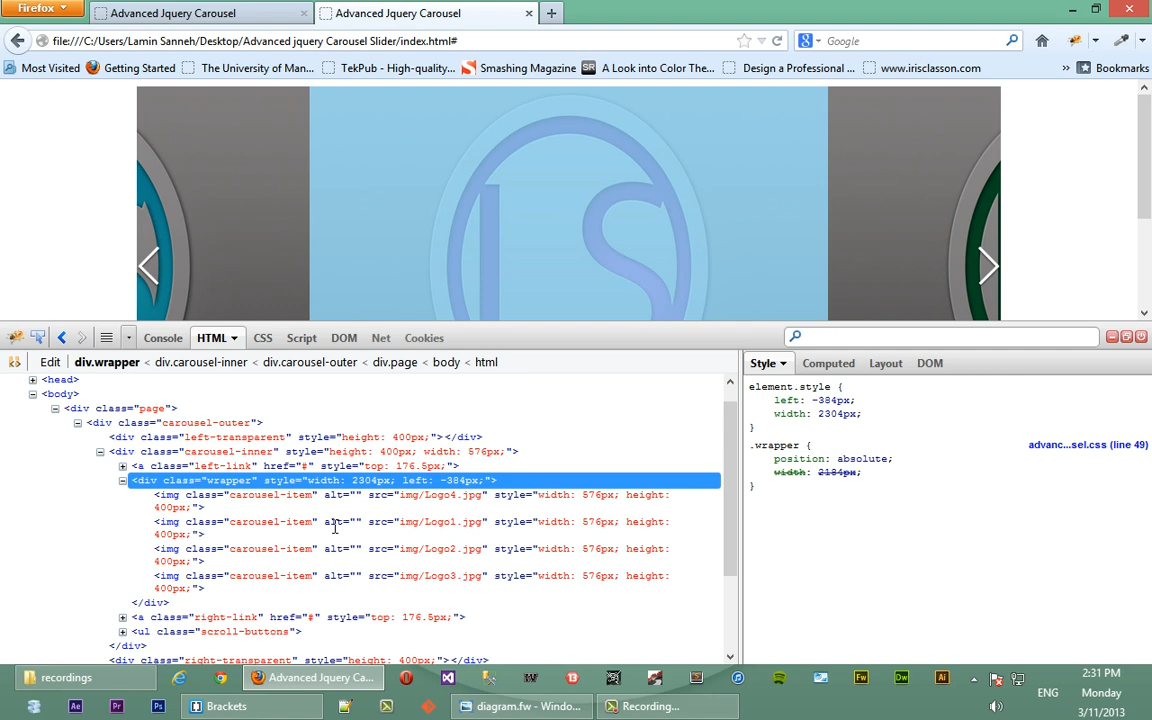 Firefox
Advanced Jquery Carousel ×
Advanced Jquery Carousel ×
file:///C:/Users/Lamin Sanneh/Desktop/Advanced jquery Carousel Slider/index.html#
Google
Most Visited Getting Started The University of Man... TekPub - High-quality... Smashing Magazine SR A Look into Color The... Design a Professional ... www.irisclasson.com » Bookmarks
LS
Console HTML CSS Script DOM Net Cookies
Edit div.wrapper < div.carousel-inner < div.carousel-outer < div.page < body < html
Style Computed Layout DOM
<head>
<body>
<div class="page">
<div class="carousel-outer">
<div class="left-transparent" style="height: 400px;"></div>
<div class="carousel-inner" style="height: 400px; width: 576px;">
<a class="left-link" href="#" style="top: 176.5px;">
<div class="wrapper" style="width: 2304px; left: -384px;">
<img class="carousel-item" alt="" src="img/Logo4.jpg" style="width: 576px; height:
400px;">
<img class="carousel-item" alt="" src="img/Logo1.jpg" style="width: 576px; height:
400px;">
<img class="carousel-item" alt="" src="img/Logo2.jpg" style="width: 576px; height:
400px;">
<img class="carousel-item" alt="" src="img/Logo3.jpg" style="width: 576px; height:
400px;">
</div>
<a class="right-link" href="#" style="top: 176.5px;">
<ul class="scroll-buttons">
</div>
<div class="right-transparent" style="height: 400px;"></div>
element.style {
left: -384px;
width: 2304px;
}
.wrapper { advanc...sel.css (line 49)
position: absolute;
width: 2184px;
}
recordings
Advanced Jquery Ca...
13
Fw
Dw
Ai
Ae
Pr
Ps
Brackets
diagram.fw - Windo...
Recording...
ENG
2:31 PM
Monday
3/11/2013